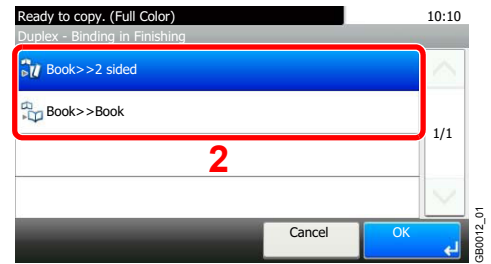 Ready to copy. (Full Color) 10:10
Duplex - Binding in Finishing
Book>>2 sided
Book>>Book
1/1
2
Cancel OK
GB0012_01